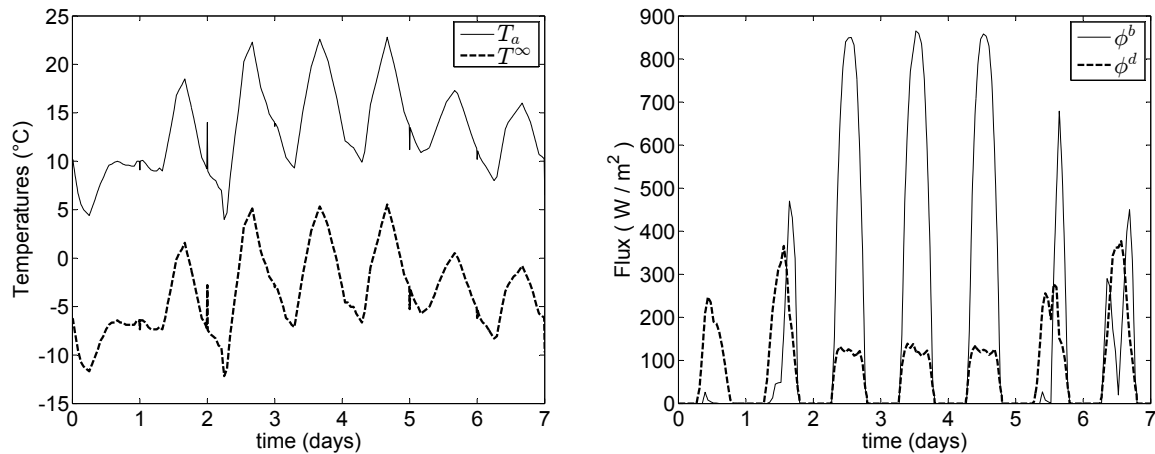 25
20
15
10
5
0
-5
-10
-15
0 1 2 3 4 5 6 7
time (days)
Temperatures (°C)
T_a
T^∞
900
800
700
600
500
400
300
200
100
0
0 1 2 3 4 5 6 7
time (days)
Flux ( W / m²)
ϕ^b
ϕ^d